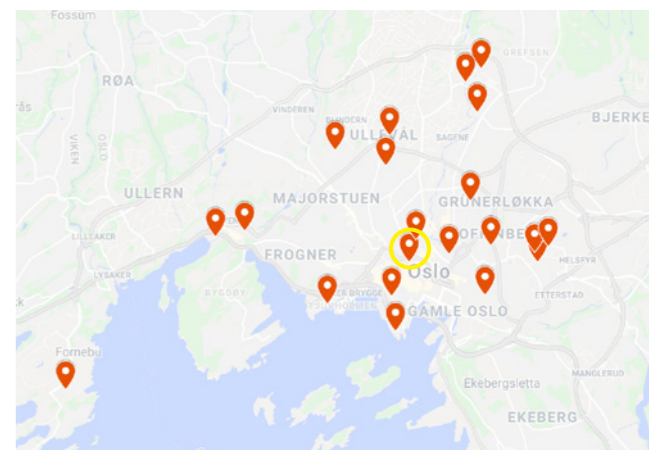 Fossum
GREFSEN
RØA
BJERKE
VINDEREN
ULLEVÅL
SAGENE
VIKEN
OSLO
ULLERN
MAJORSTUEN
GRÜNERLØKKA
LILLEAKER
FROGNER
HELSFYR
LYSAKER
Oslo
BYGDØY
ER BRYGGE
ETTERSTAD
GAMLE OSLO
Fornebu
Ekebergsletta
MANGLERUD
EKEBERG